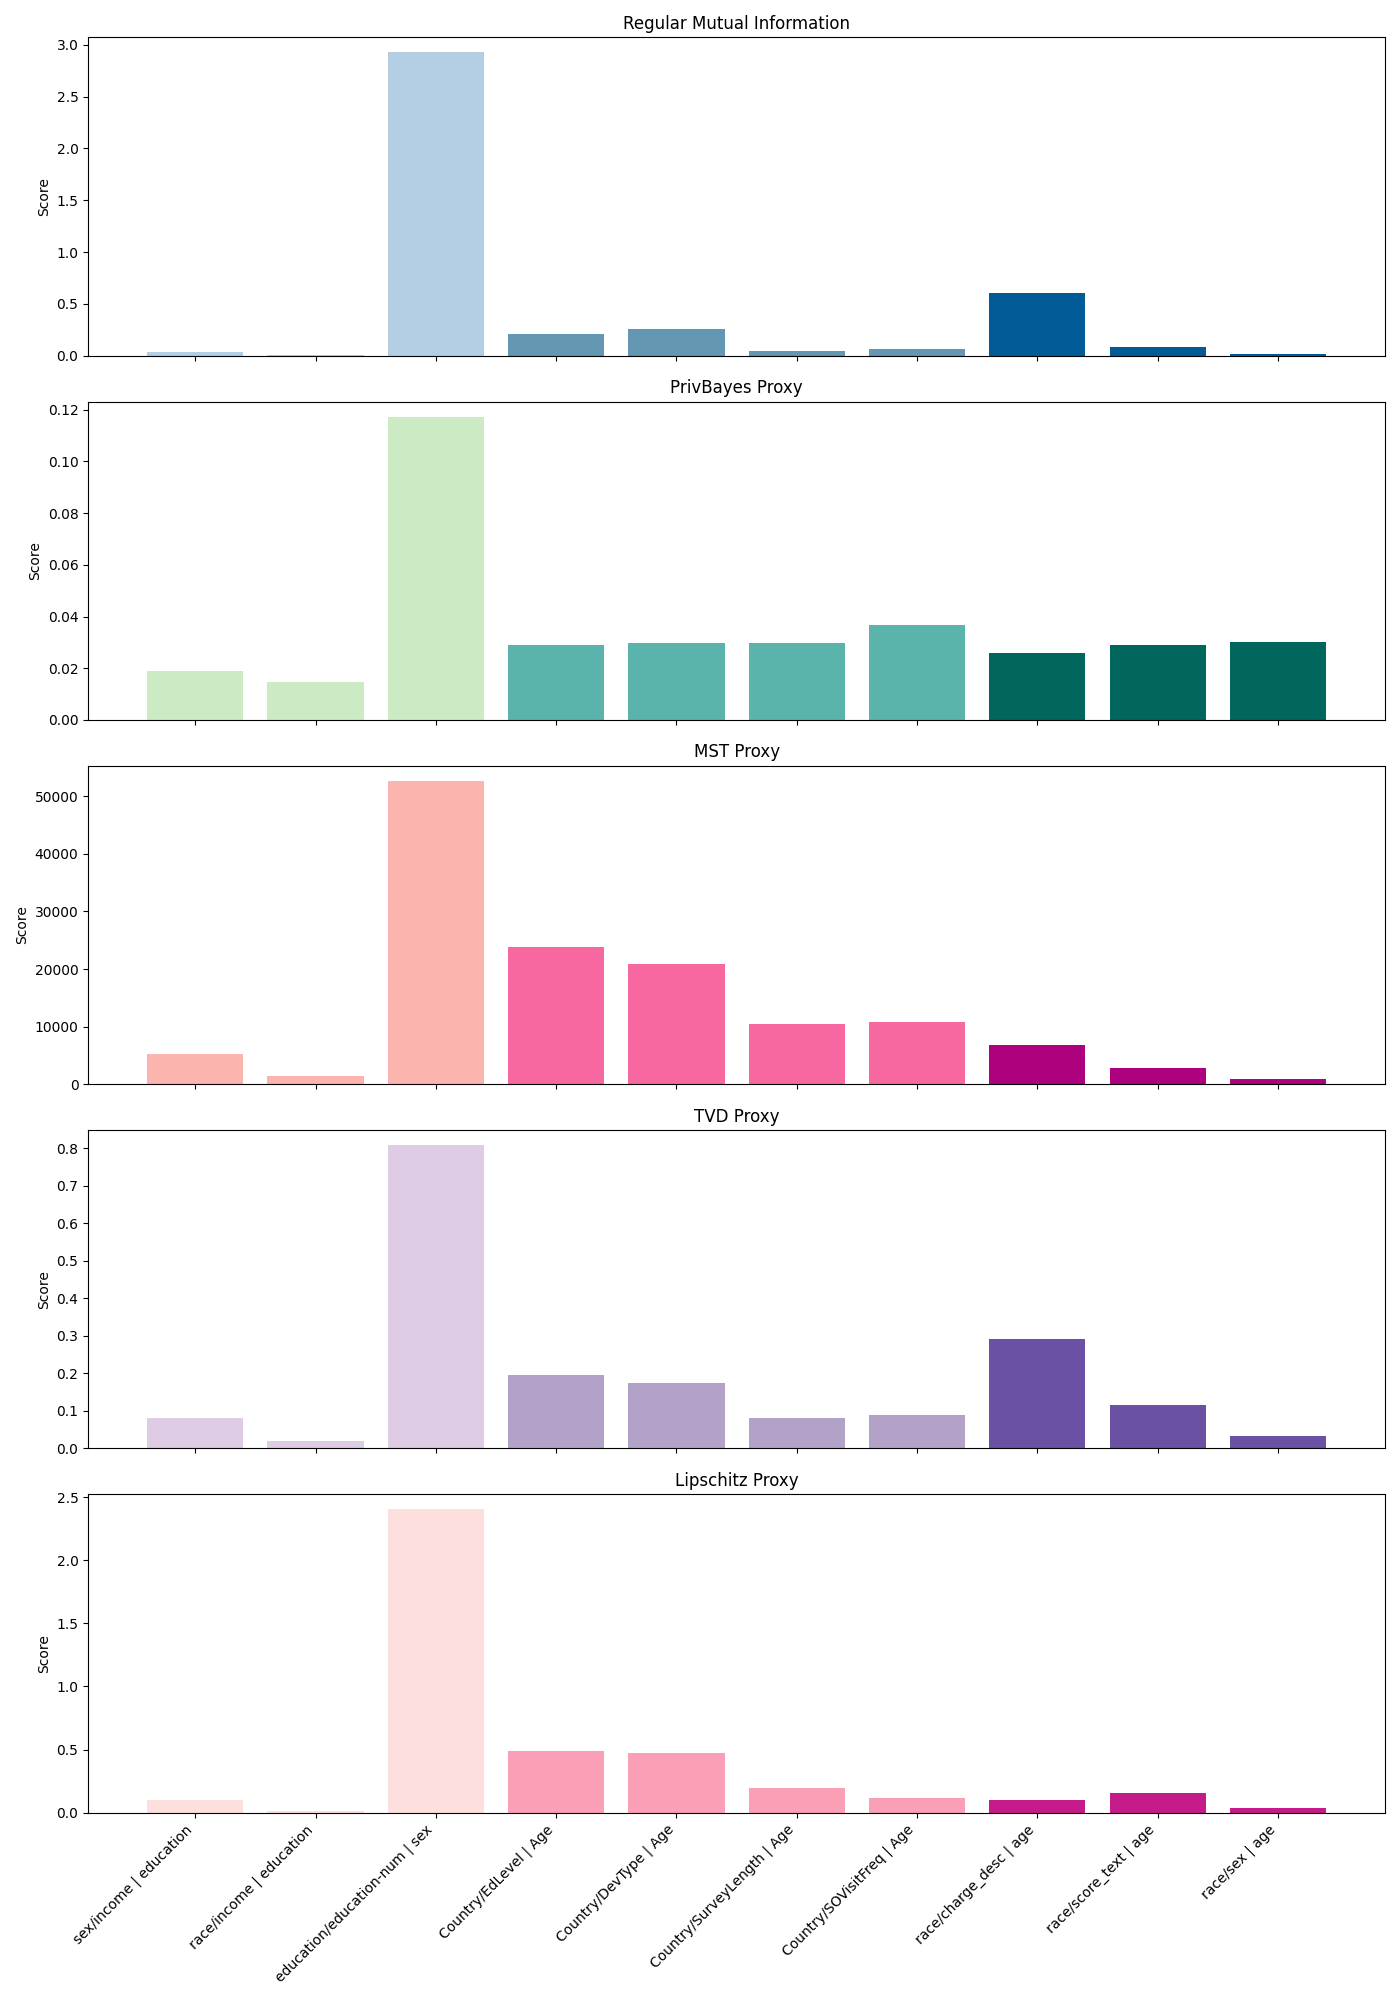 Regular Mutual Information
3.0
2.5
2.0
1.5
1.0
0.5
0.0
Score
PrivBayes Proxy
0.12
0.10
0.08
0.06
0.04
0.02
0.00
Score
MST Proxy
50000
40000
30000
20000
10000
0
Score
TVD Proxy
0.8
0.7
0.6
0.5
0.4
0.3
0.2
0.1
0.0
Score
Lipschitz Proxy
2.5
2.0
1.5
1.0
0.5
0.0
Score
sex/income | education
race/income | education
education/education-num | sex
Country/EdLevel | Age
Country/DevType | Age
Country/SurveyLength | Age
Country/SOVisitFreq | Age
race/charge_desc | age
race/score_text | age
race/sex | age